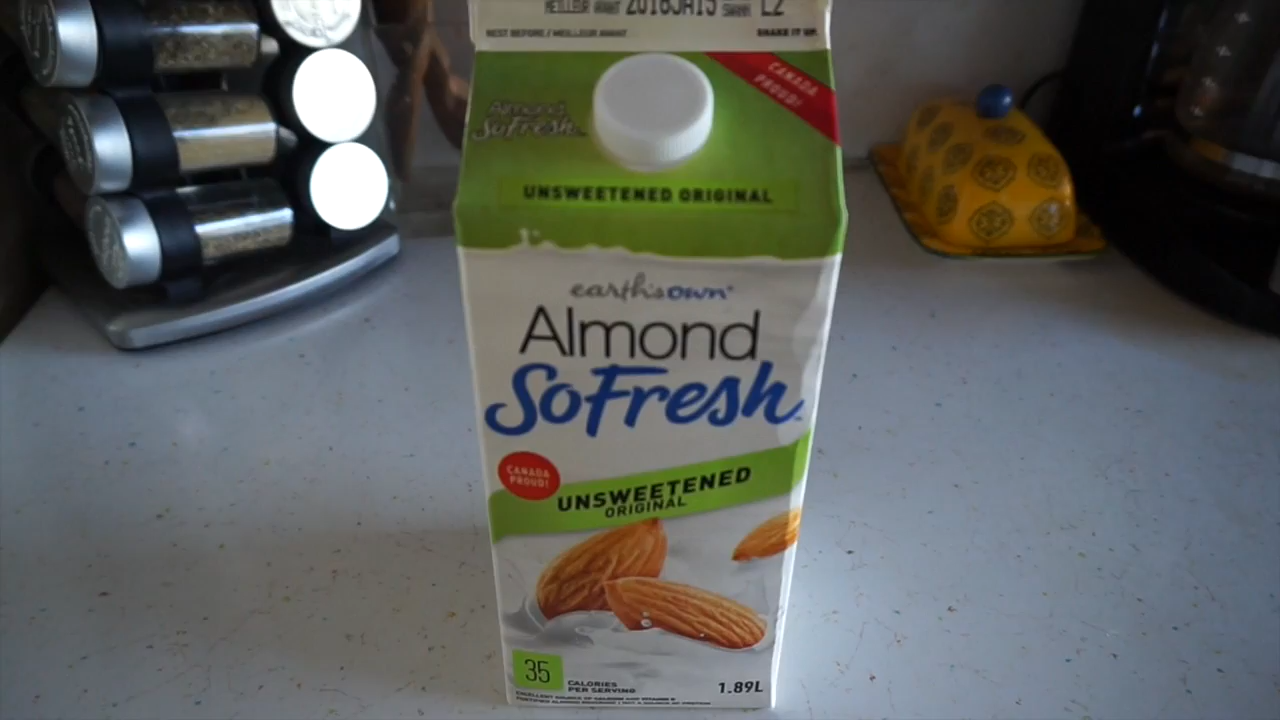 MEILLEUR AVANT 2018JA15 L2
BEST BEFORE / MEILLEUR AVANT
SHAKE IT UP.
CANADA
PROUD!
Almond
SoFresh
UNSWEETENED ORIGINAL
earth's own
Almond
SoFresh
CANADA
PROUD!
UNSWEETENED
ORIGINAL
35
CALORIES
PER SERVING
1.89L